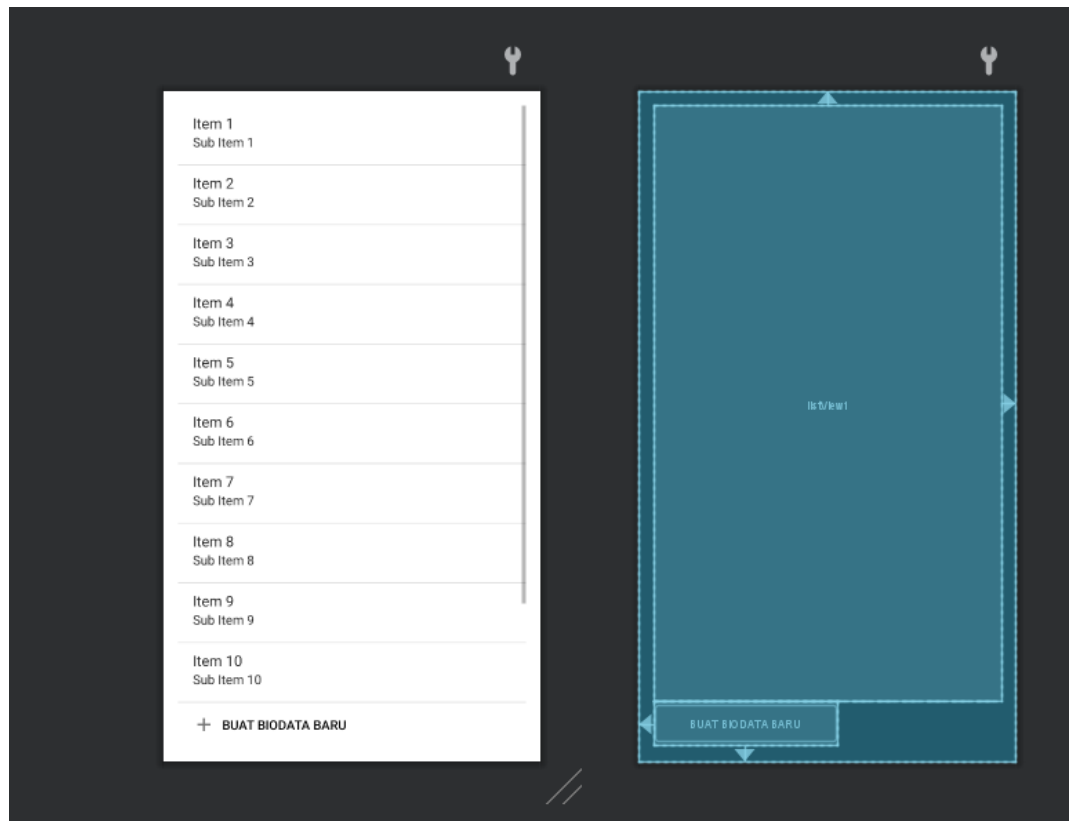 Item 1
Sub Item 1
Item 2
Sub Item 2
Item 3
Sub Item 3
Item 4
Sub Item 4
Item 5
Sub Item 5
Item 6
Sub Item 6
Item 7
Sub Item 7
Item 8
Sub Item 8
Item 9
Sub Item 9
Item 10
Sub Item 10
+ BUAT BIODATA BARU
listView1
BUAT BIODATA BARU